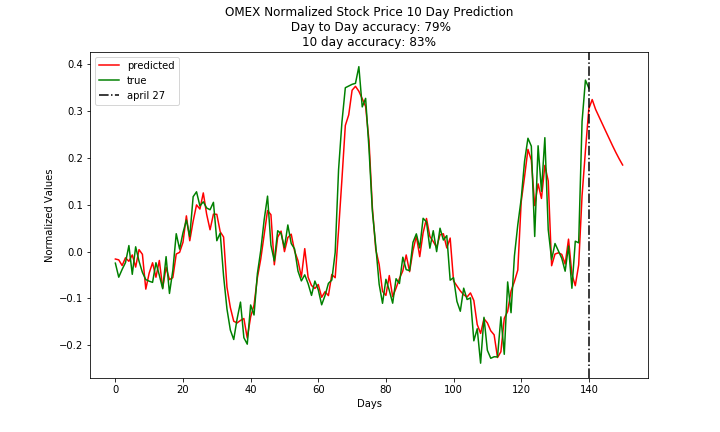 OMEX Normalized Stock Price 10 Day Prediction
Day to Day accuracy: 79%
10 day accuracy: 83%
predicted
true
april 27
Normalized Values
0.4
0.3
0.2
0.1
0.0
−0.1
−0.2
0 20 40 60 80 100 120 140
Days